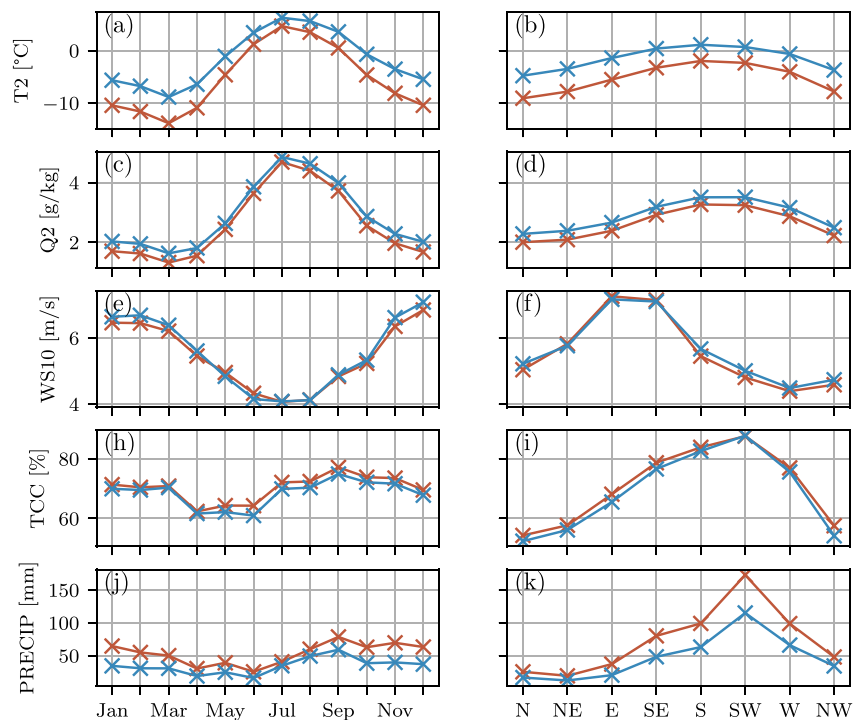 (a)
(b)
T2 [°C]
0
−10
(c)
(d)
Q2 [g/kg]
4
2
(e)
(f)
WS10 [m/s]
6
4
(h)
(i)
TCC [%]
80
60
(j)
(k)
PRECIP [mm]
150
100
50
Jan Mar May Jul Sep Nov
N NE E SE S SW W NW